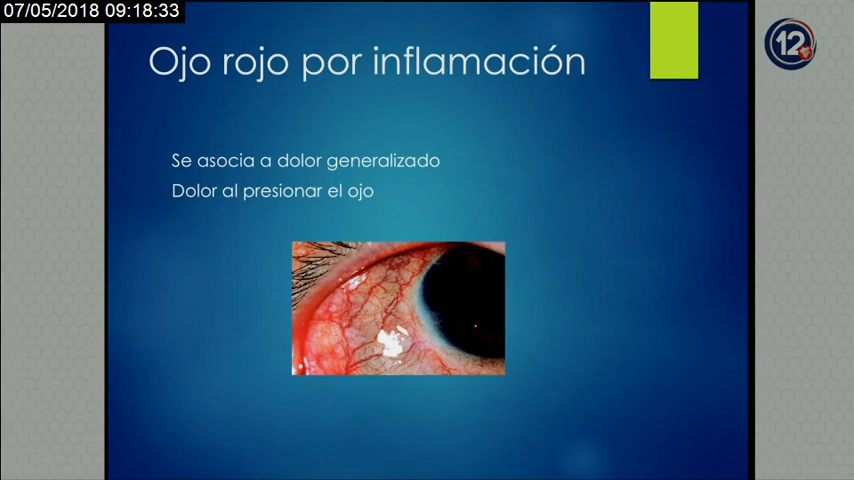 07/05/2018 09:18:33
12
Ojo rojo por inflamación
Se asocia a dolor generalizado
Dolor al presionar el ojo